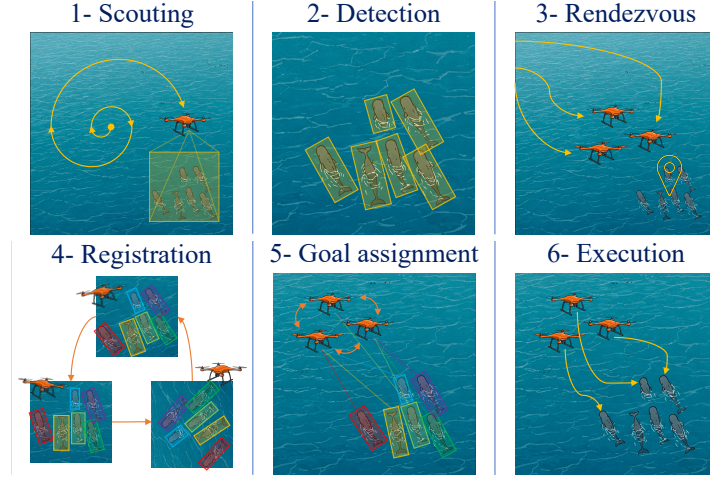 1- Scouting
2- Detection
3- Rendezvous
4- Registration
5- Goal assignment
6- Execution